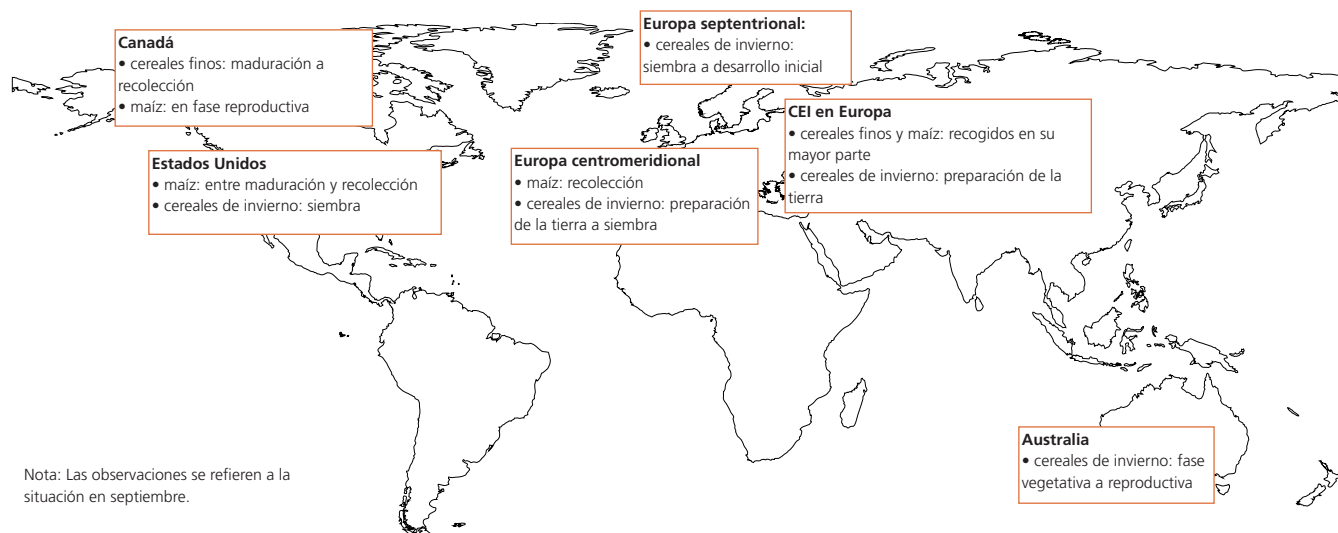 Canadá
• cereales finos: maduración a
recolección
• maíz: en fase reproductiva
Europa septentrional:
• cereales de invierno:
siembra a desarrollo inicial
CEI en Europa
• cereales finos y maíz: recogidos en su
mayor parte
• cereales de invierno: preparación de la
tierra
Estados Unidos
• maíz: entre maduración y recolección
• cereales de invierno: siembra
Europa centromeridional
• maíz: recolección
• cereales de invierno: preparación
de la tierra a siembra
Australia
• cereales de invierno: fase
vegetativa a reproductiva
Nota: Las observaciones se refieren a la
situación en septiembre.